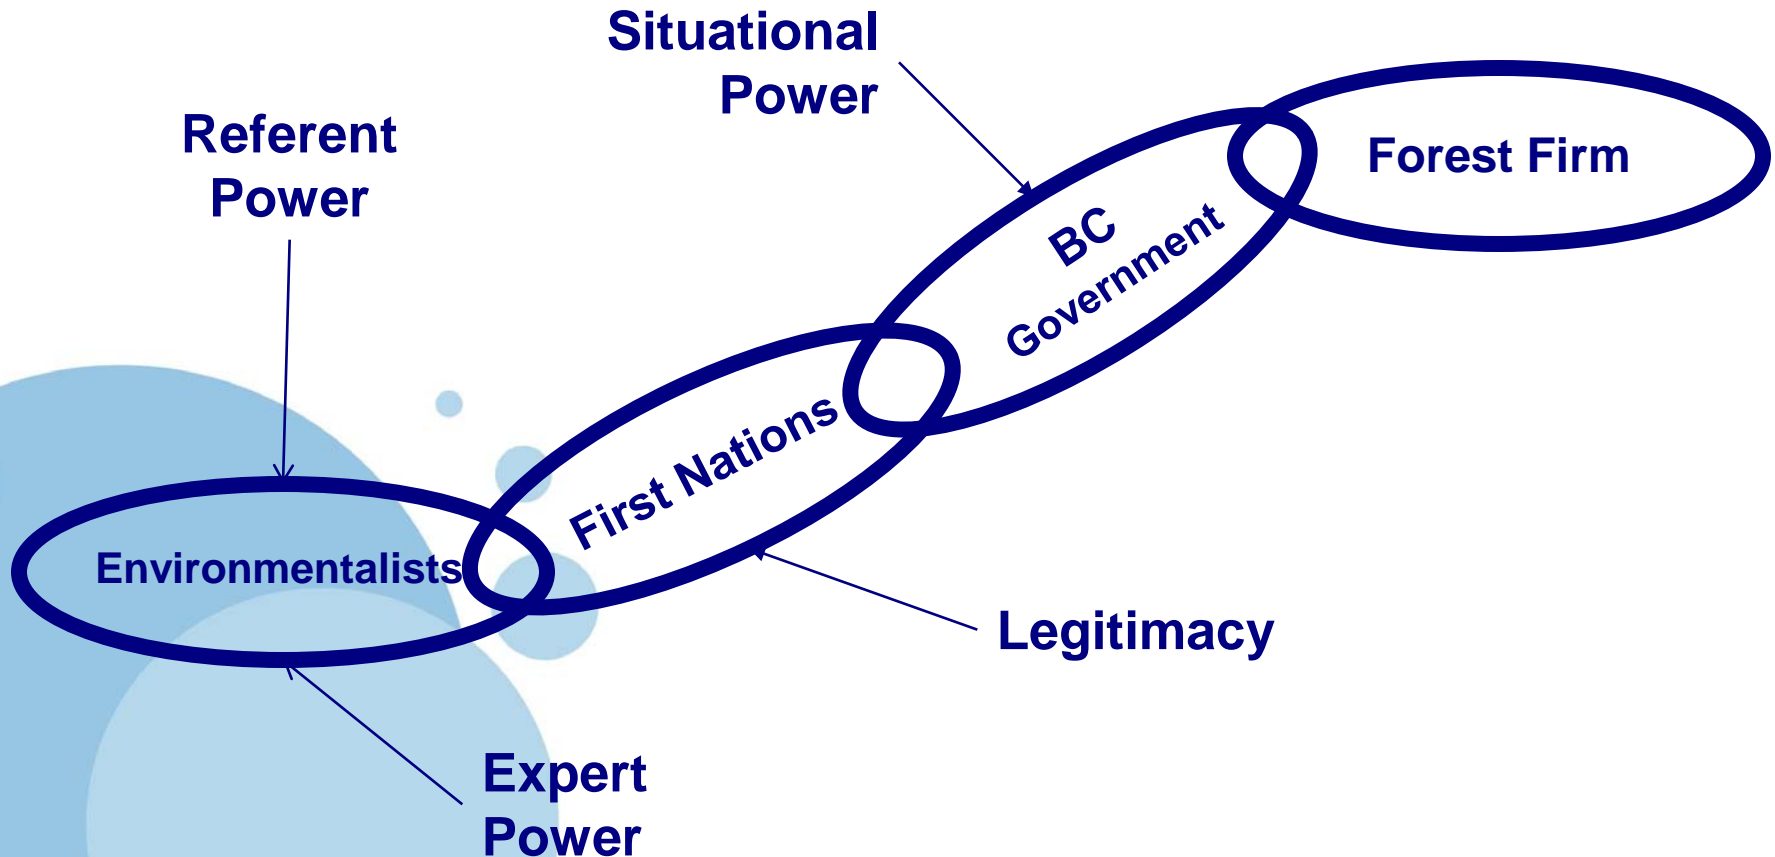 Situational
Power
Referent
Power
Forest Firm
BC
Government
First Nations
Environmentalists
Legitimacy
Expert
Power